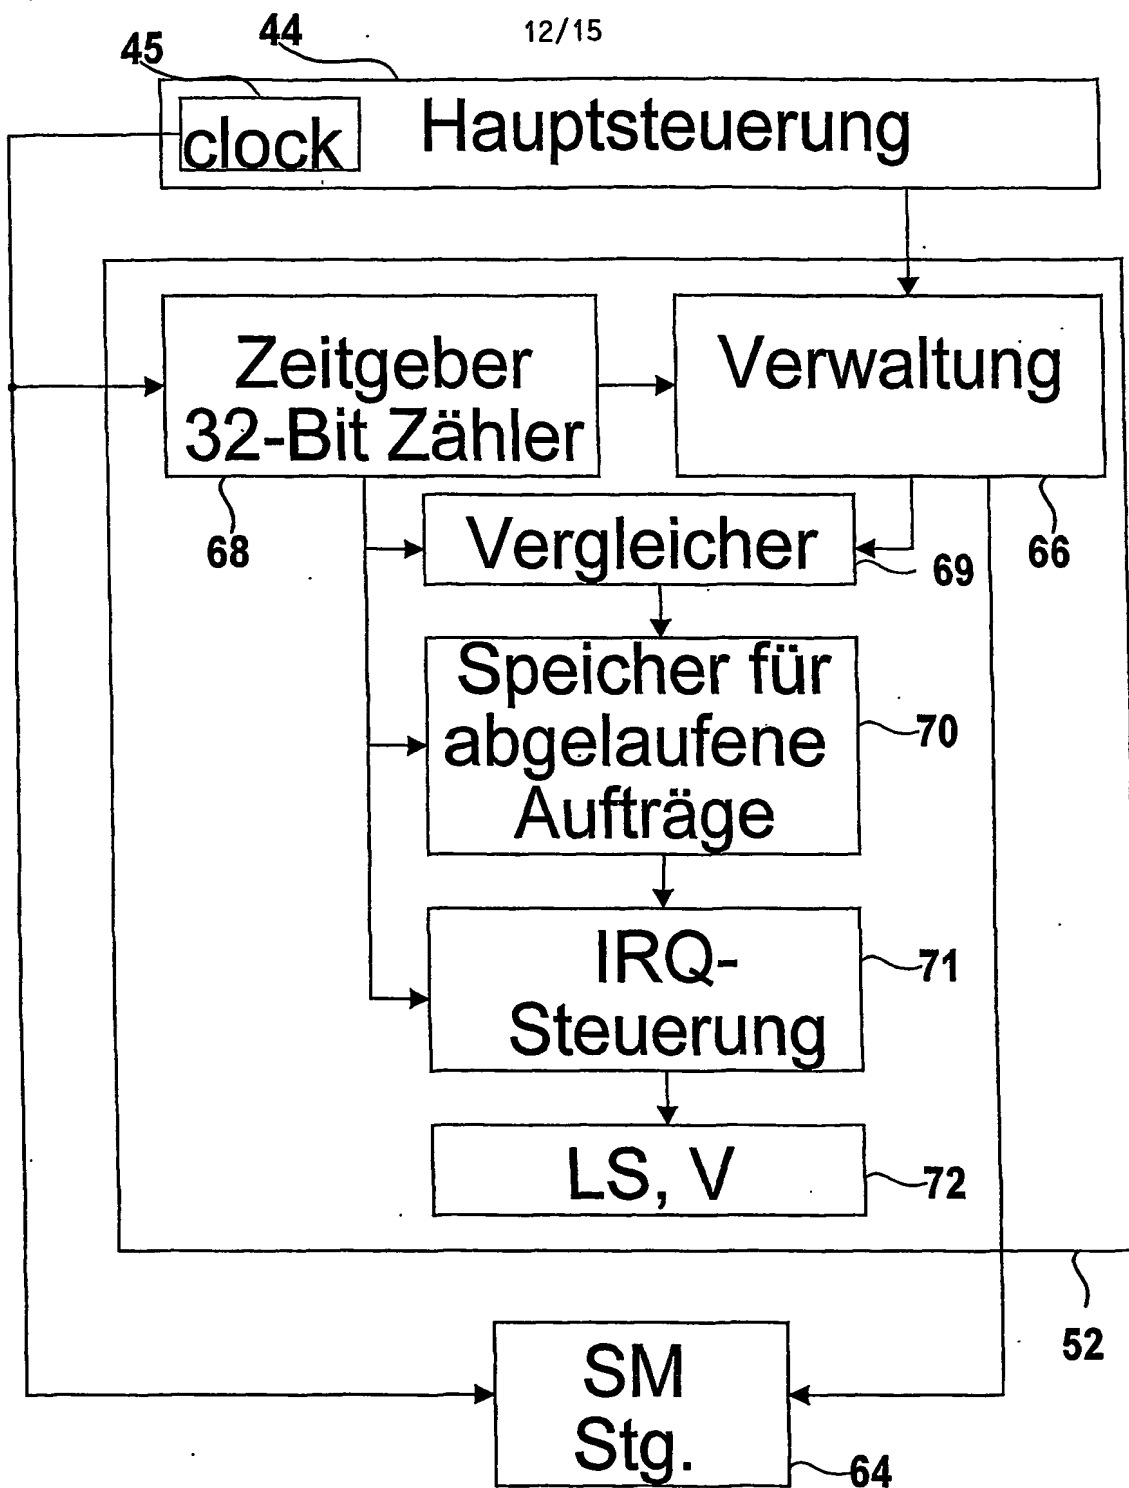 12/15
45
44
clock
Hauptsteuerung
Zeitgeber
32-Bit Zähler
Verwaltung
68
66
Vergleicher
69
Speicher für
abgelaufene
Aufträge
70
IRQ-
Steuerung
71
LS, V
72
52
SM
Stg.
64